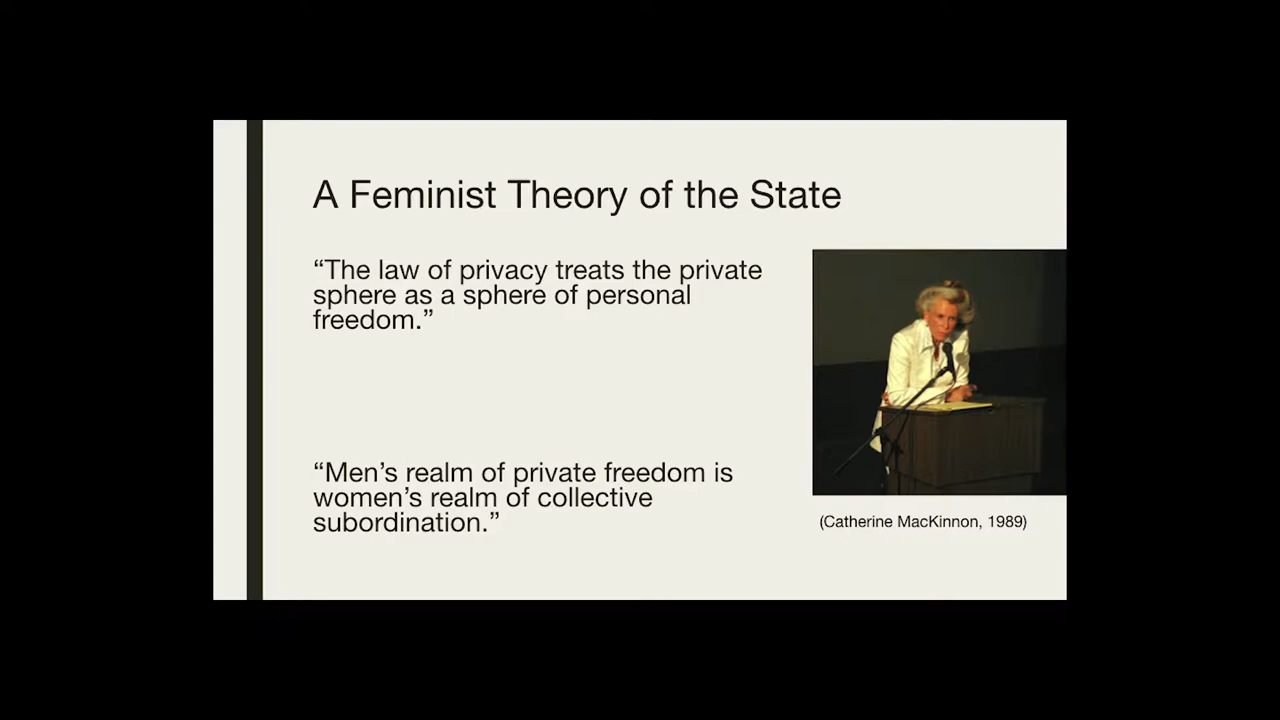 A Feminist Theory of the State
“The law of privacy treats the private
sphere as a sphere of personal
freedom.”
“Men’s realm of private freedom is
women’s realm of collective
subordination.”
(Catherine MacKinnon, 1989)